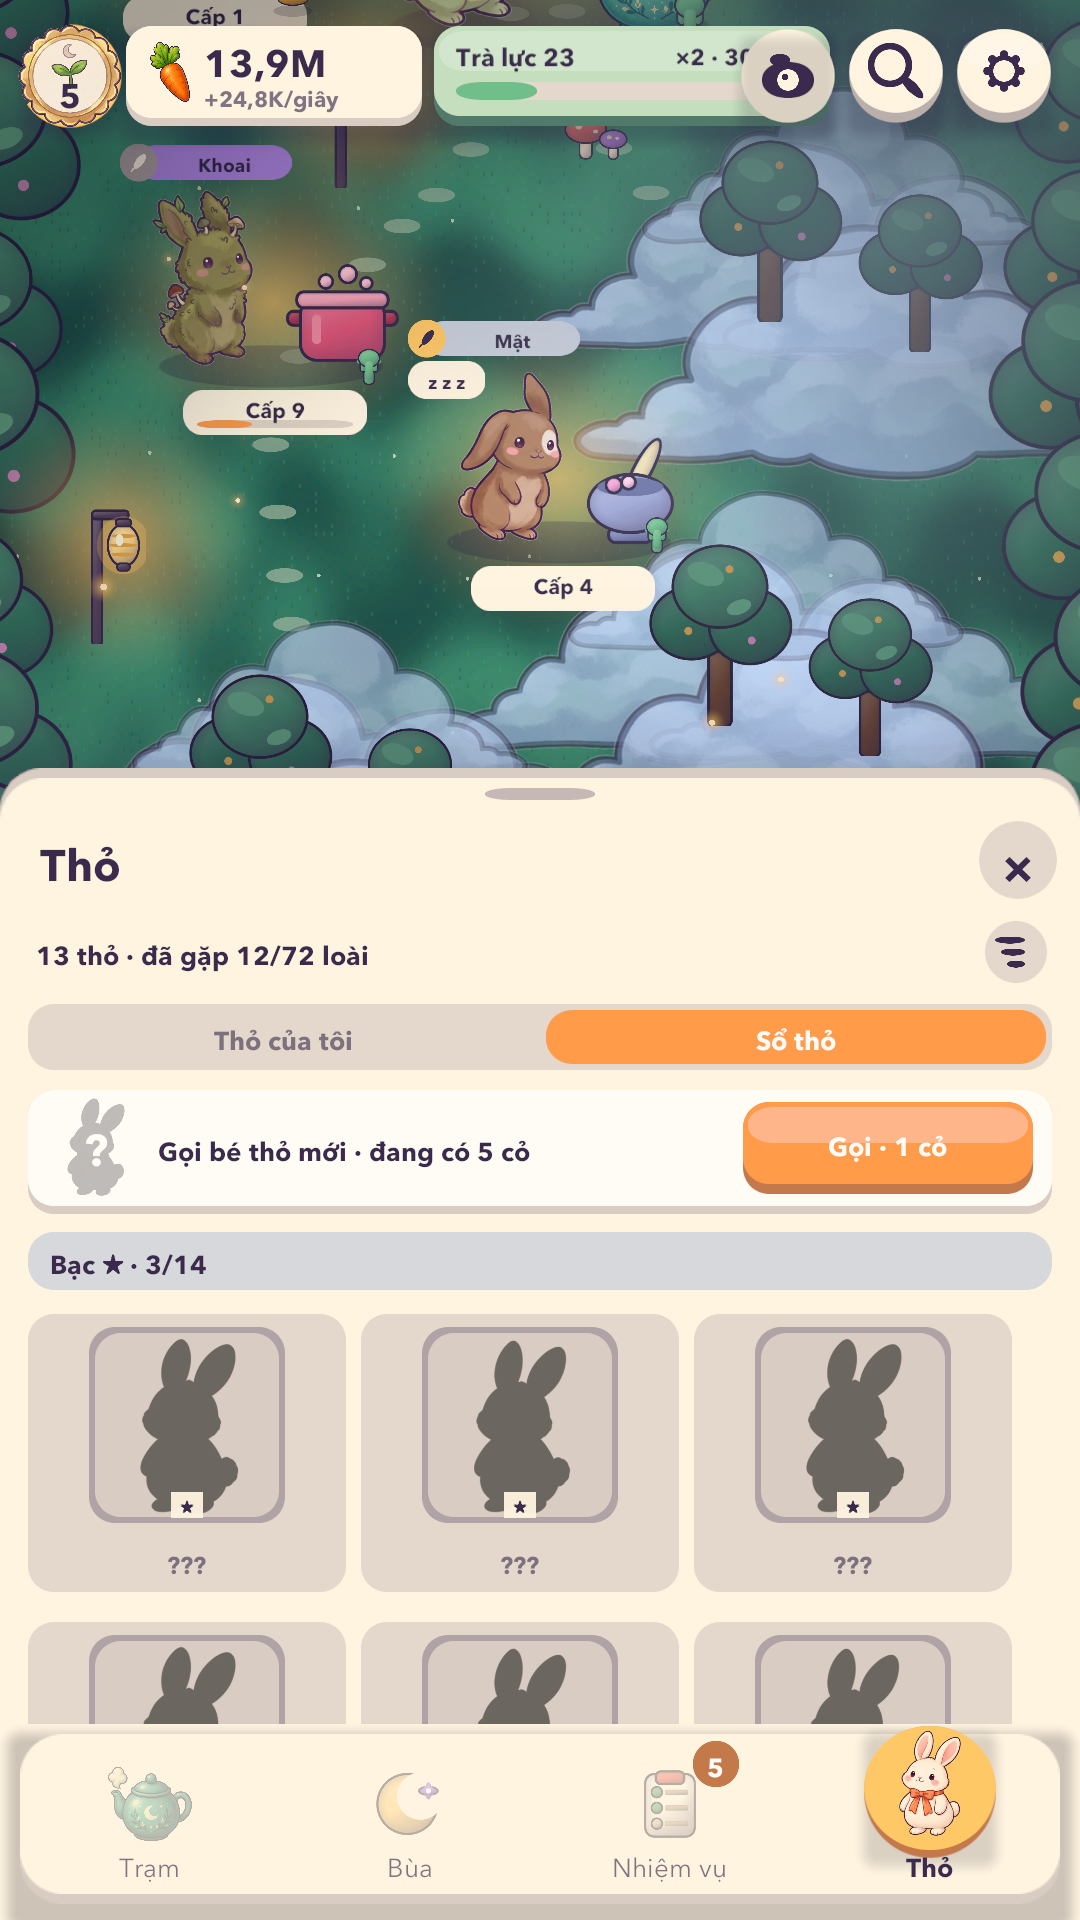 Cấp 1
5
13,9M
+24,8K/giây
Trà lực 23
×2 · 30
Khoai
Mật
z z z
Cấp 9
Cấp 4
Thỏ
13 thỏ · đã gặp 12/72 loài
Thỏ của tôi
Sổ thỏ
?
Gọi bé thỏ mới · đang có 5 cỏ
Gọi · 1 cỏ
Bạc ★ · 3/14
???
???
???
5
Trạm
Bùa
Nhiệm vụ
Thỏ